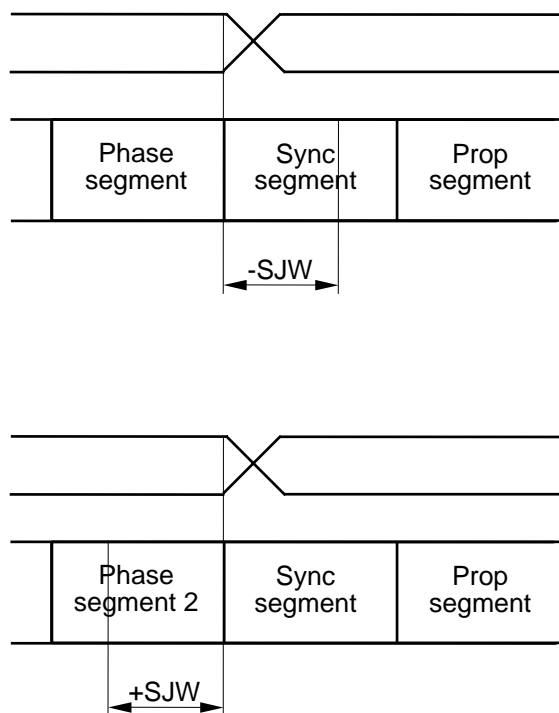 Phase
segment
Sync
segment
Prop
segment
-SJW
Phase
segment 2
Sync
segment
Prop
segment
+SJW